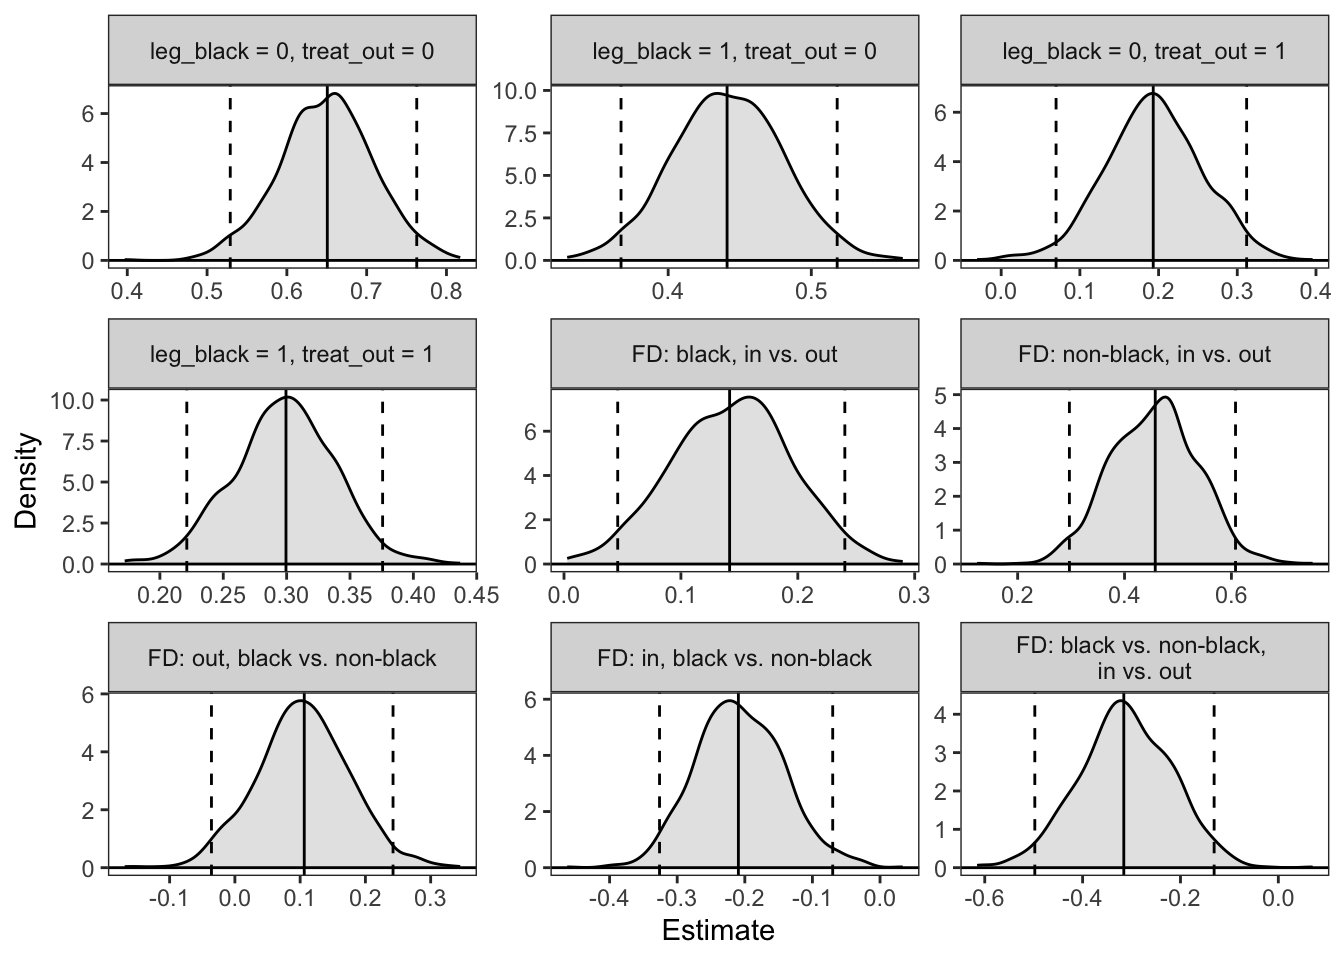 leg_black = 0, treat_out = 0
leg_black = 1, treat_out = 0
leg_black = 0, treat_out = 1
6
4
2
0
0.4 0.5 0.6 0.7 0.8
10.0
7.5
5.0
2.5
0.0
0.4 0.5
6
4
2
0
0.0 0.1 0.2 0.3 0.4
leg_black = 1, treat_out = 1
FD: black, in vs. out
FD: non-black, in vs. out
Density
10.0
7.5
5.0
2.5
0.0
0.20 0.25 0.30 0.35 0.40 0.45
6
4
2
0
0.0 0.1 0.2 0.3
5
4
3
2
1
0
0.2 0.4 0.6
FD: out, black vs. non-black
FD: in, black vs. non-black
FD: black vs. non-black,
in vs. out
6
4
2
0
-0.1 0.0 0.1 0.2 0.3
6
4
2
0
-0.4 -0.3 -0.2 -0.1 0.0
4
3
2
1
0
-0.6 -0.4 -0.2 0.0
Estimate